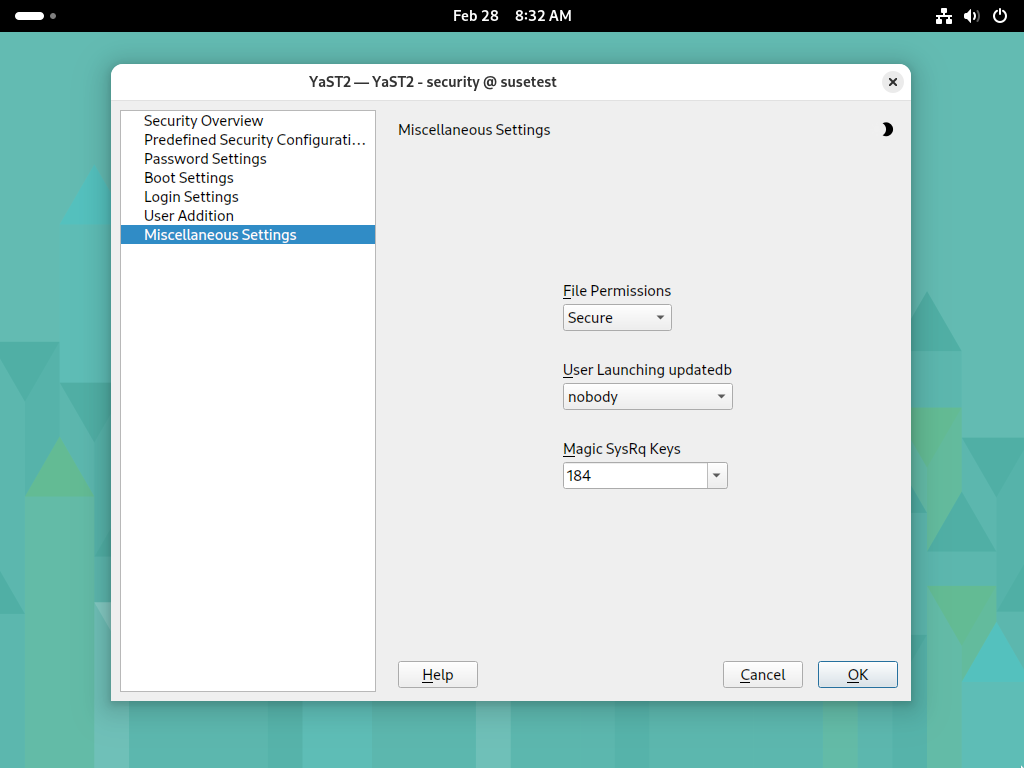 Feb 28 8:32 AM
YaST2 — YaST2 - security @ susetest
Security Overview
Predefined Security Configurati…
Password Settings
Boot Settings
Login Settings
User Addition
Miscellaneous Settings
Miscellaneous Settings
File Permissions
Secure
User Launching updatedb
nobody
Magic SysRq Keys
184
Help
Cancel
OK